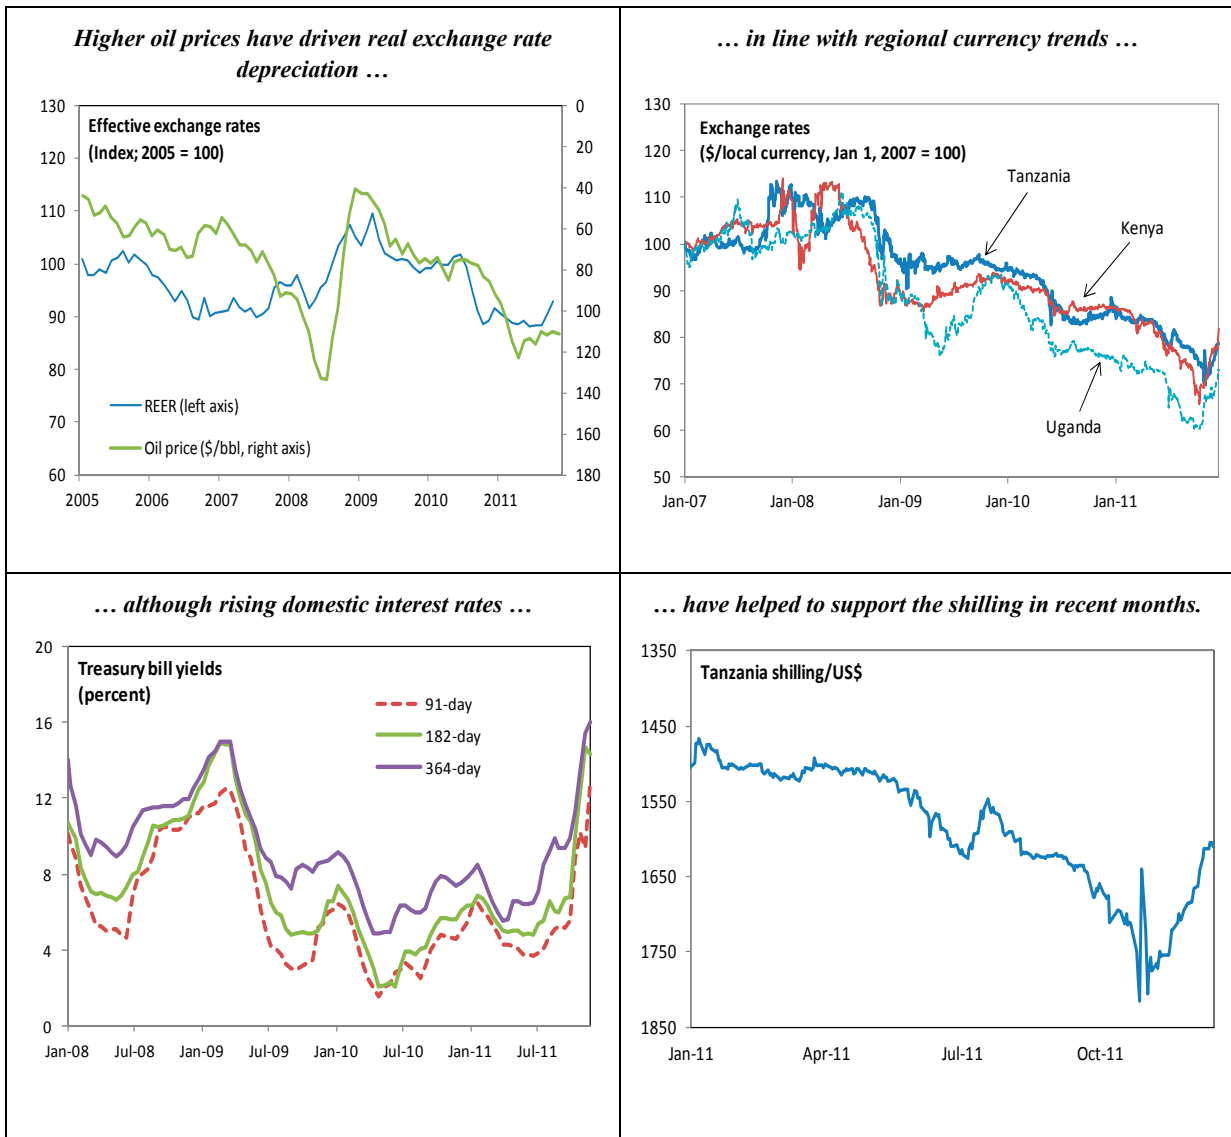 Higher oil prices have driven real exchange rate
depreciation …
130
120
110
100
90
80
70
60
0
20
40
60
80
100
120
140
160
180
Effective exchange rates
(Index; 2005 = 100)
REER (left axis)
Oil price ($/bbl, right axis)
2005 2006 2007 2008 2009 2010 2011
… in line with regional currency trends …
130
120
110
100
90
80
70
60
50
Exchange rates
($/local currency, Jan 1, 2007 = 100)
Tanzania
Kenya
Uganda
Jan-07 Jan-08 Jan-09 Jan-10 Jan-11
… although rising domestic interest rates …
20
16
12
8
4
0
Treasury bill yields
(percent)
91-day
182-day
364-day
Jan-08 Jul-08 Jan-09 Jul-09 Jan-10 Jul-10 Jan-11 Jul-11
… have helped to support the shilling in recent months.
1350
1450
1550
1650
1750
1850
Tanzania shilling/US$
Jan-11 Apr-11 Jul-11 Oct-11